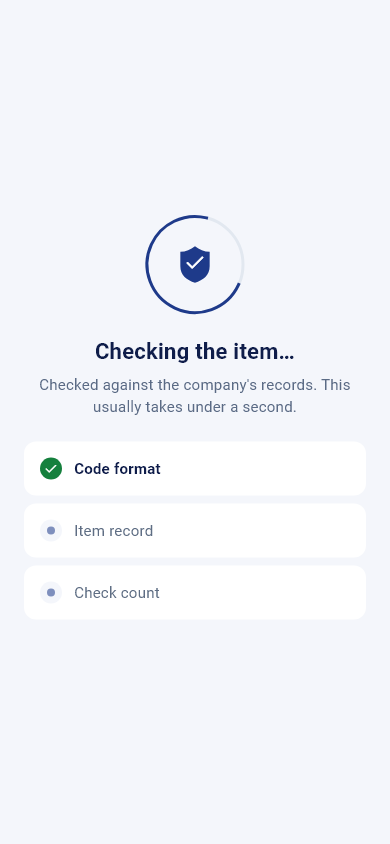 Checking the item…
Checked against the company's records. This
usually takes under a second.
Code format
Item record
Check count